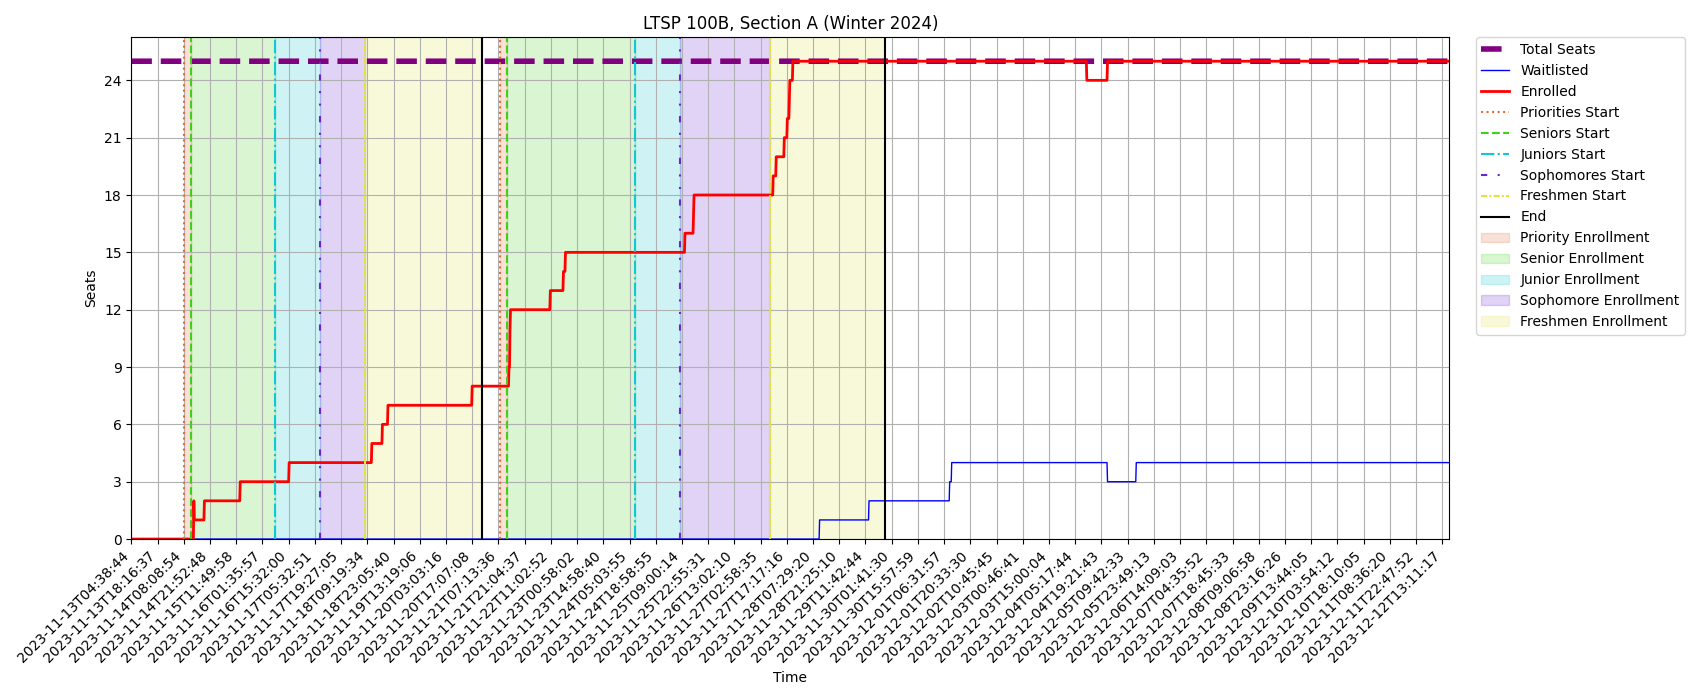 LTSP 100B, Section A (Winter 2024)
Seats
24
21
18
15
12
9
6
3
0
2023-11-13T04:38:44
2023-11-13T18:16:37
2023-11-14T08:08:54
2023-11-14T21:52:48
2023-11-15T11:49:58
2023-11-16T01:35:57
2023-11-16T15:32:00
2023-11-17T05:32:51
2023-11-17T19:27:05
2023-11-18T09:19:34
2023-11-18T23:05:40
2023-11-19T13:19:06
2023-11-20T03:03:16
2023-11-20T17:07:08
2023-11-21T07:13:36
2023-11-21T21:04:37
2023-11-22T11:02:52
2023-11-23T00:58:02
2023-11-23T14:58:40
2023-11-24T05:03:55
2023-11-24T18:58:55
2023-11-25T09:00:14
2023-11-25T22:55:31
2023-11-26T13:02:10
2023-11-27T02:58:35
2023-11-27T17:17:16
2023-11-28T07:29:20
2023-11-28T21:25:10
2023-11-29T11:42:44
2023-11-30T01:41:30
2023-11-30T15:57:59
2023-12-01T06:31:57
2023-12-01T20:33:30
2023-12-02T10:45:45
2023-12-03T00:46:41
2023-12-03T15:00:04
2023-12-04T05:17:44
2023-12-04T19:21:43
2023-12-05T09:42:33
2023-12-05T23:49:13
2023-12-06T14:09:03
2023-12-07T04:35:52
2023-12-07T18:45:33
2023-12-08T09:06:58
2023-12-08T23:16:26
2023-12-09T13:44:05
2023-12-10T03:54:12
2023-12-10T18:10:05
2023-12-11T08:36:20
2023-12-11T22:47:52
2023-12-12T13:11:17
Time
Total Seats
Waitlisted
Enrolled
Priorities Start
Seniors Start
Juniors Start
Sophomores Start
Freshmen Start
End
Priority Enrollment
Senior Enrollment
Junior Enrollment
Sophomore Enrollment
Freshmen Enrollment